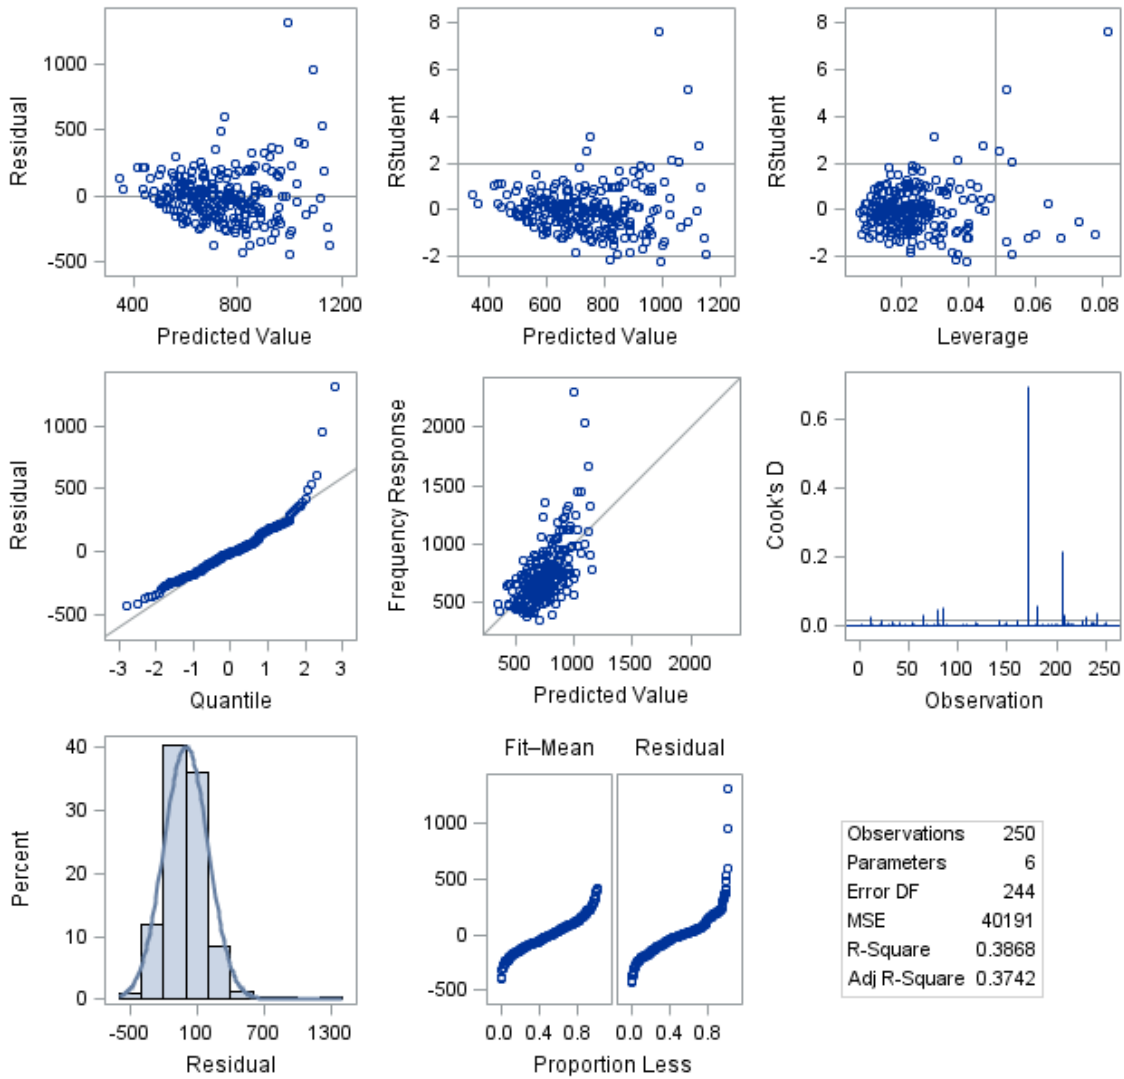 1000
500
0
-500
Residual
400 800 1200
Predicted Value
8
6
4
2
0
-2
RStudent
400 600 800 1000 1200
Predicted Value
8
6
4
2
0
-2
RStudent
0.02 0.04 0.06 0.08
Leverage
1000
500
0
-500
Residual
-3 -2 -1 0 1 2 3
Quantile
2000
1500
1000
500
Frequency Response
500 1000 1500 2000
Predicted Value
0.6
0.4
0.2
0.0
Cook's D
0 50 100 150 200 250
Observation
40
30
20
10
0
Percent
-500 100 700 1300
Residual
Fit–Mean Residual
1000
500
0
-500
0.0 0.4 0.8 0.0 0.4 0.8
Proportion Less
Observations 250
Parameters 6
Error DF 244
MSE 40191
R-Square 0.3868
Adj R-Square 0.3742